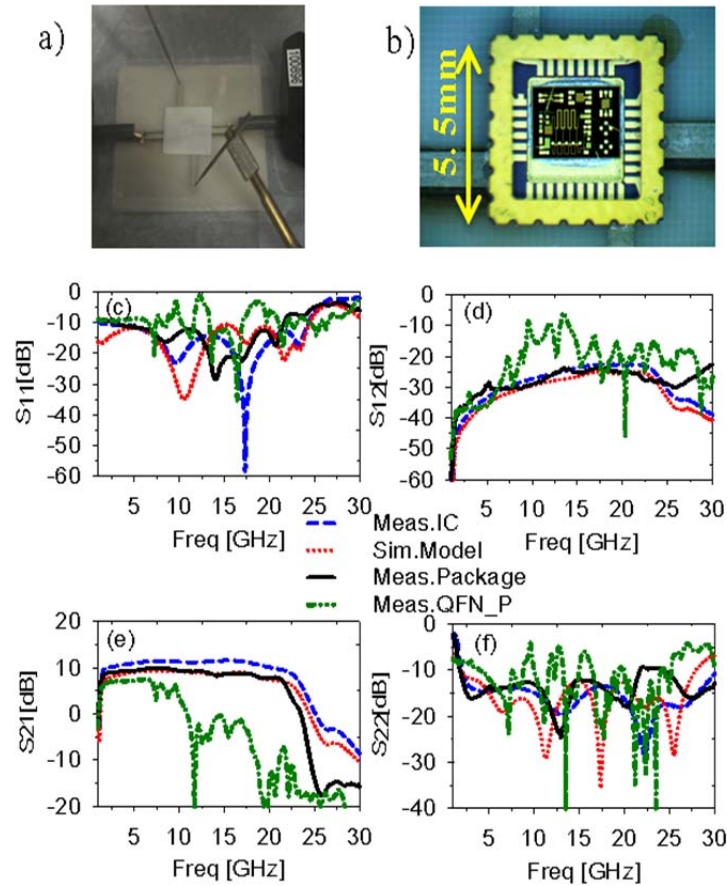 a)
b)
5. 5mm
(c)
0
-10
-20
-30
-40
-50
-60
S11[dB]
5 10 15 20 25 30
Freq [GHz]
(d)
0
-10
-20
-30
-40
-50
-60
S12[dB]
5 10 15 20 25 30
Freq [GHz]
Meas.IC
Sim.Model
Meas.Package
Meas.QFN_P
(e)
20
10
0
-10
-20
S21[dB]
5 10 15 20 25 30
Freq [GHz]
(f)
0
-10
-20
-30
-40
S22[dB]
5 10 15 20 25 30
Freq [GHz]